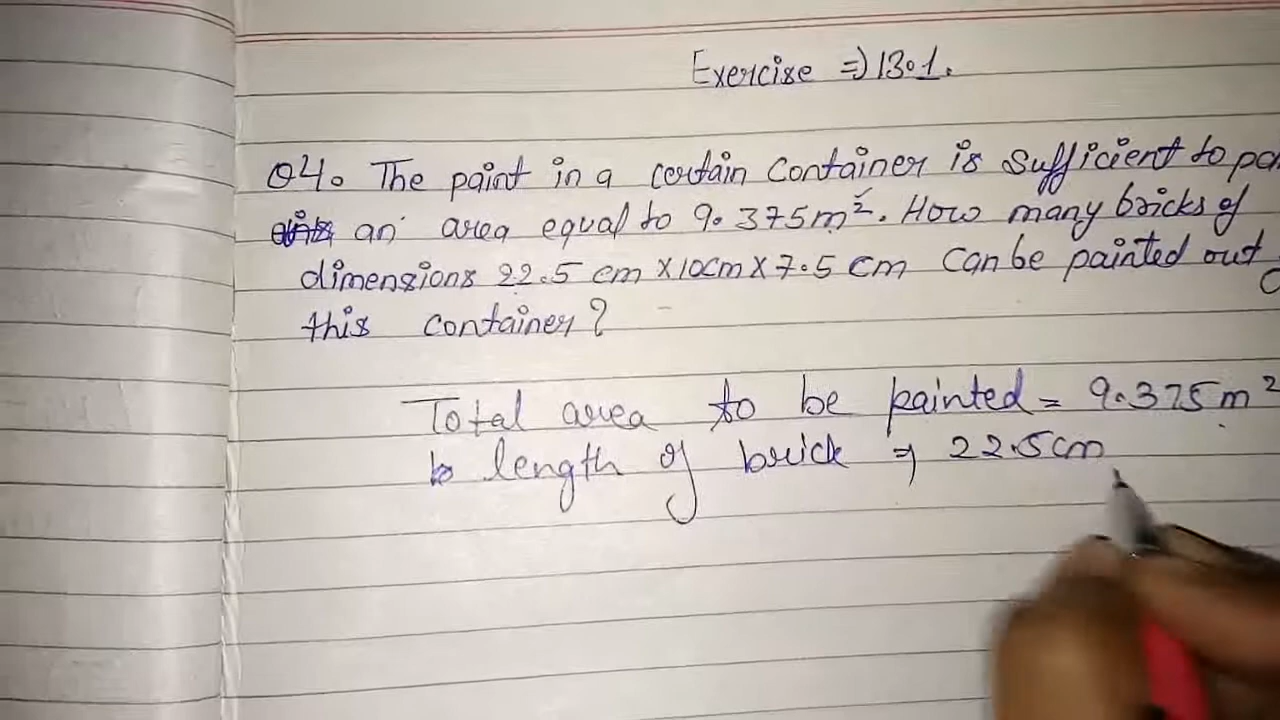 Exercise => 13.1.
Q4. The paint in a certain container is sufficient to
an area equal to 9.375m². How many bricks of
dimensions 22.5 cm x 10cm x 7.5 cm can be painted out
this container?
Total area to be painted = 9.375 m²
length of brick => 22.5cm